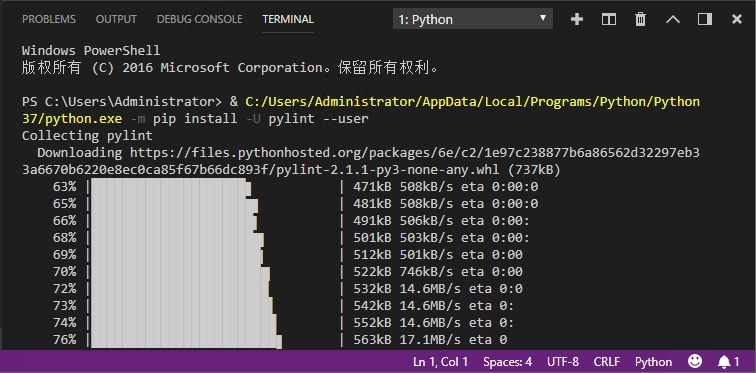 PROBLEMS OUTPUT DEBUG CONSOLE TERMINAL 1: Python
Windows PowerShell
版权所有 (C) 2016 Microsoft Corporation。保留所有权利。
PS C:\Users\Administrator> & C:/Users/Administrator/AppData/Local/Programs/Python/Python
37/python.exe -m pip install -U pylint --user
Collecting pylint
Downloading https://files.pythonhosted.org/packages/6e/c2/1e97c238877b6a86562d32297eb3
3a6670b6220e8ec0ca85f67b66dc893f/pylint-2.1.1-py3-none-any.whl (737kB)
63% | | 471kB 508kB/s eta 0:00:0
65% | | 481kB 508kB/s eta 0:00:0
66% | | 491kB 506kB/s eta 0:00:
68% | | 501kB 503kB/s eta 0:00:
69% | | 512kB 501kB/s eta 0:00
70% | | 522kB 746kB/s eta 0:00
72% | | 532kB 14.6MB/s eta 0:0
73% | | 542kB 14.6MB/s eta 0:
74% | | 552kB 14.6MB/s eta 0:
76% | | 563kB 17.1MB/s eta 0
Ln 1, Col 1 Spaces: 4 UTF-8 CRLF Python 1